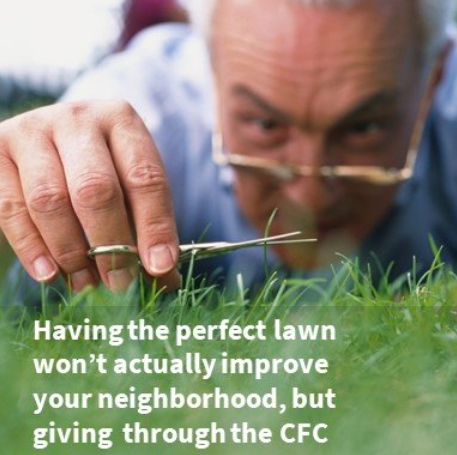 Having the perfect lawn
won’t actually improve
your neighborhood, but
giving through the CFC